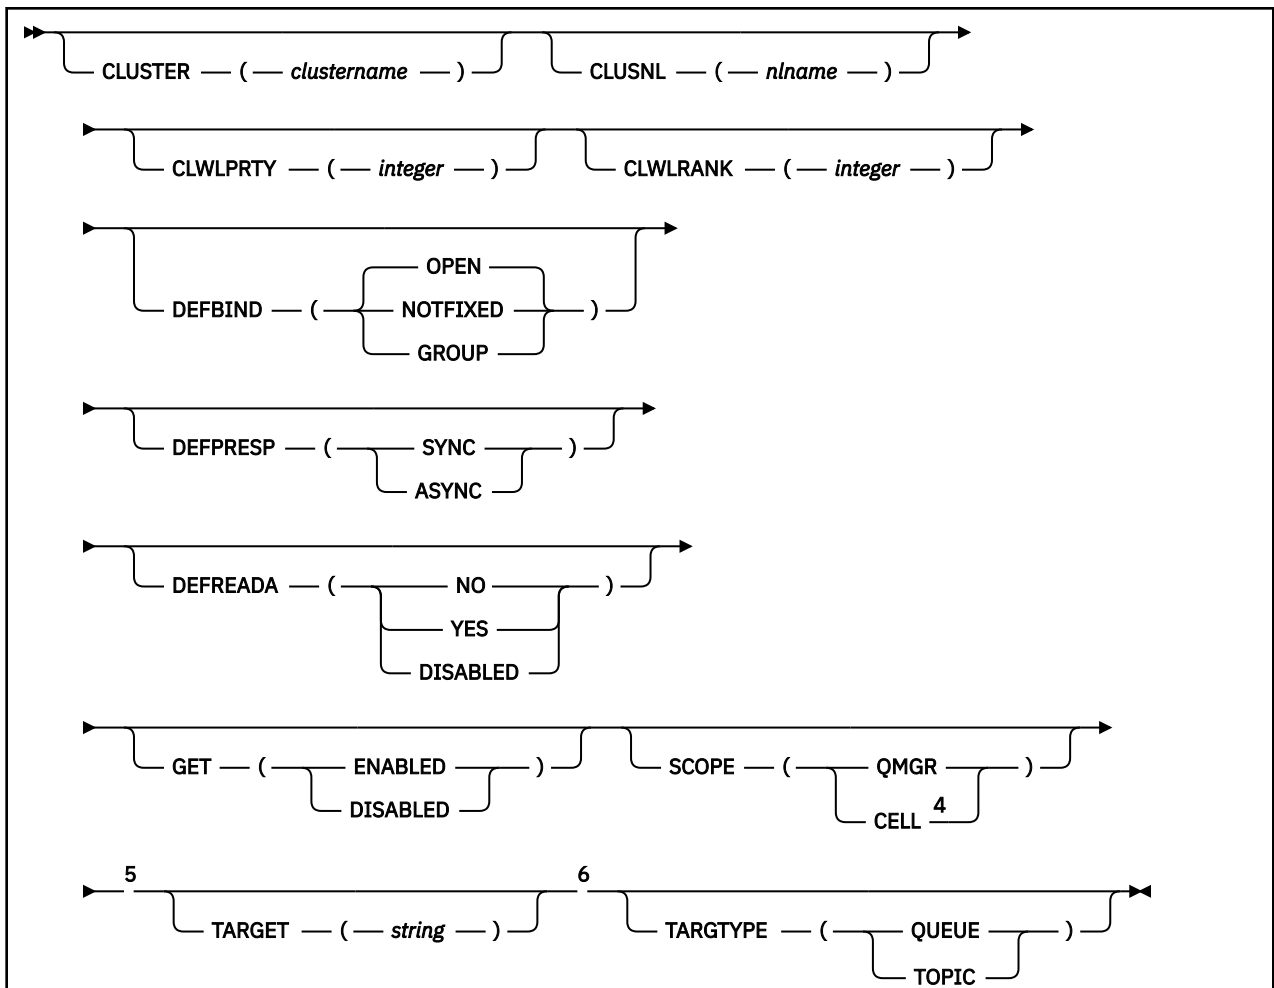 CLUSTER ( clustername ) CLUSNL ( nlname )
CLWLPRTY ( integer ) CLWLRANK ( integer )
OPEN
DEFBIND ( NOTFIXED )
GROUP
DEFPRESP ( SYNC )
ASYNC
DEFREADA ( NO )
YES
DISABLED
GET ( ENABLED ) SCOPE ( QMGR )
DISABLED CELL 4
5 6
TARGET ( string ) TARGTYPE ( QUEUE )
TOPIC